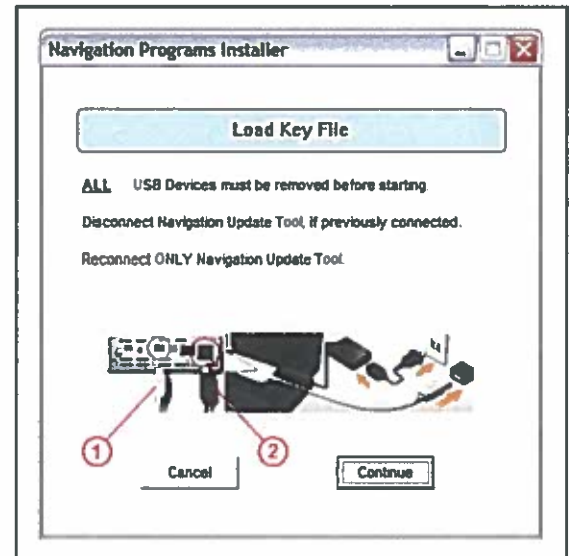 Navigation Programs Installer
Load Key File
ALL USB Devices must be removed before starting.
Disconnect Navigation Update Tool, if previously connected.
Reconnect ONLY Navigation Update Tool.
1
2
Cancel
Continue